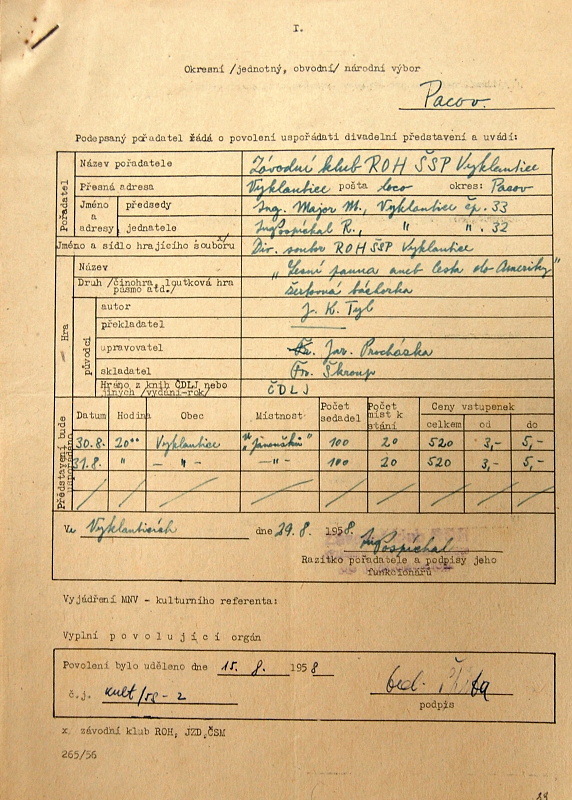 I.
Okresní /jednotný, obvodní/ národní výbor
Pacov.
Podepsaný pořadatel žádá o povolení uspořádati divadelní představení a uvádí:
Pořadatel
Název pořadatele Závodní klub ROH ŠSP Vyklantice
Přesná adresa Vyklantice pošta loco okres: Pacov
Jméno a adresy předsedy Ing. Major M., Vyklantice čp. 33
jednatele Ing Pospíchal R., " " . 32
Jméno a sídlo hrajícího souboru x/ Div. soubor ROH ŠSP Vyklantice
Hra
Název "Lesní panna aneb cesta do Ameriky"
Druh /činohra, loutková hra pásmo atd./ žertovná báchorka
původci
autor J. K. Tyl
překladatel
upravovatel Jar. Procháska
skladatel Fr. Škroup
Hráno z knih ČDLJ nebo jiných /vydání-rok/ ČDLJ
Představení bude uspořádáno
Datum Hodina Obec Místnost Počet sedadel Počet míst k stání Ceny vstupenek
celkem od do
30.8. 20⁰⁰ Vyklantice u "Janoušků" 100 20 520 3,- 5,-
31.8. " - " - - " - 100 20 520 3,- 5,-
Ve Vyklanticích dne 29.8. 1958.
Ing Pospíchal
Razítko pořadatele a podpisy jeho funkcionářů
Vyjádření MNV - kulturního referenta:
Vyplní povolující orgán
Povolení bylo uděleno dne 15. 8. 1958
č.j. kult/58-2
podpis
x, závodní klub ROH, JZD, ČSM
265/56